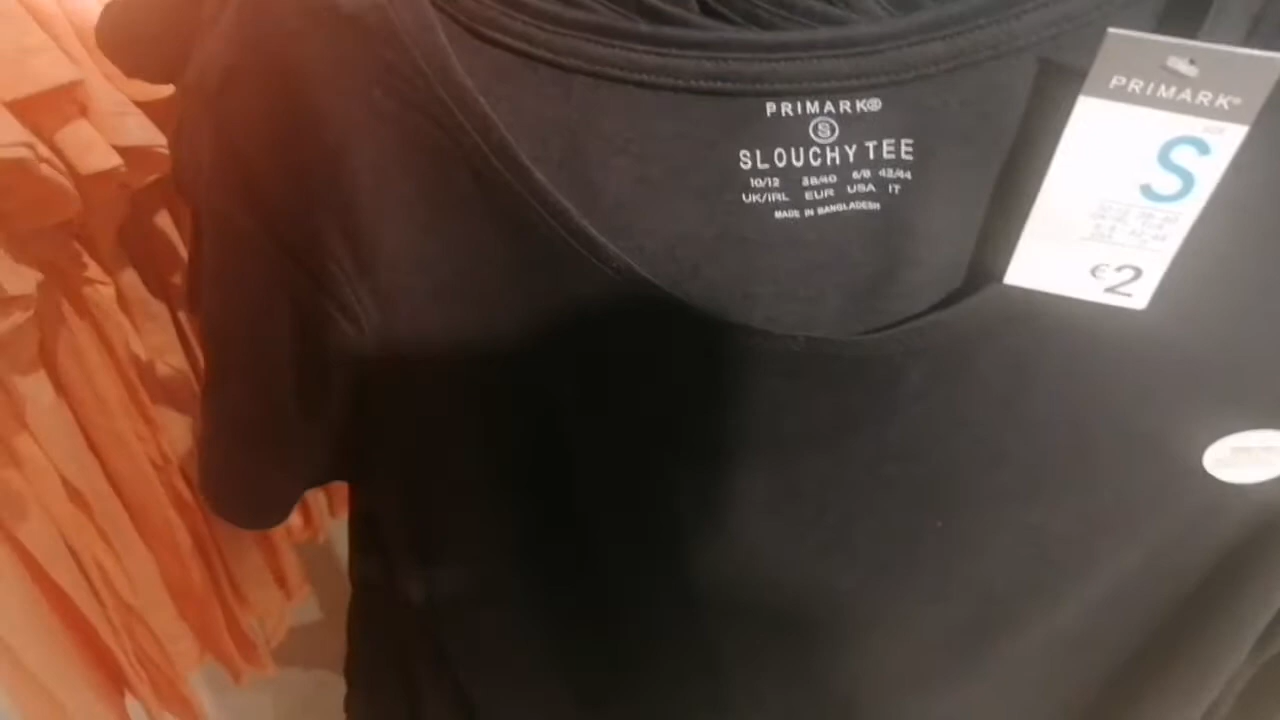 PRIMARK®
S
SLOUCHY TEE
10/12 38/40 6/8 42/44
UK/IRL EUR USA IT
MADE IN BANGLADESH
PRIMARK®
S
€2